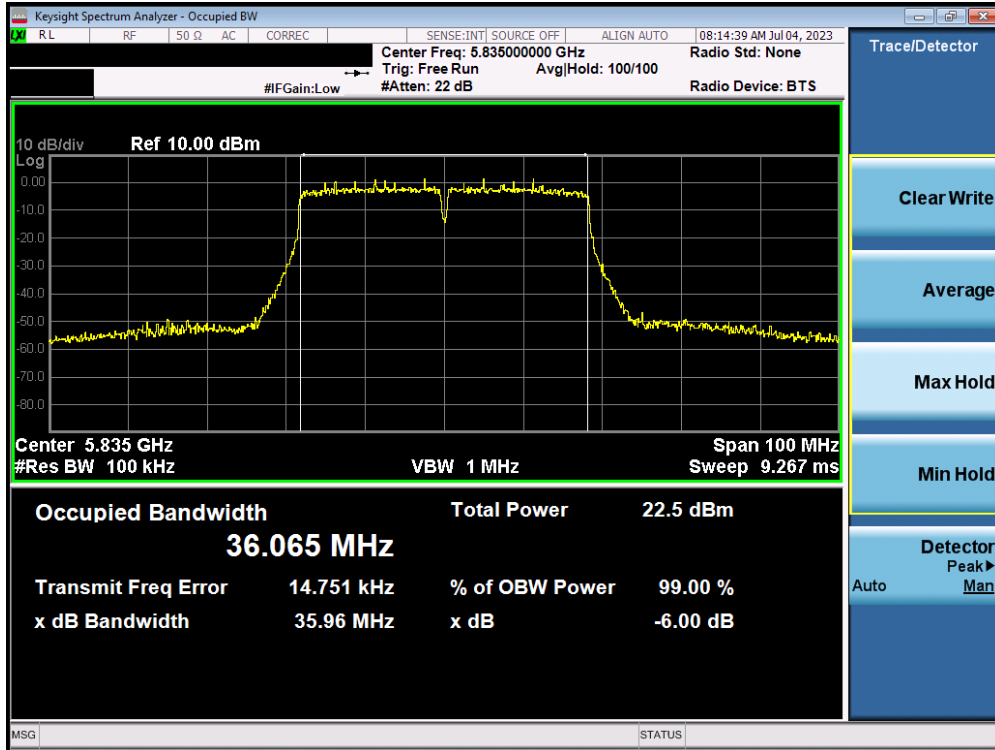 Keysight Spectrum Analyzer - Occupied BW
LXI RL RF 50 Ω AC CORREC SENSE:INT SOURCE OFF ALIGN AUTO 08:14:39 AM Jul 04, 2023
Center Freq: 5.835000000 GHz Radio Std: None
Trig: Free Run Avg|Hold: 100/100
#IFGain:Low #Atten: 22 dB Radio Device: BTS
10 dB/div Ref 10.00 dBm
Log
0.00
-10.0
-20.0
-30.0
-40.0
-50.0
-60.0
-70.0
-80.0
Center 5.835 GHz Span 100 MHz
#Res BW 100 kHz VBW 1 MHz Sweep 9.267 ms
Occupied Bandwidth Total Power 22.5 dBm
36.065 MHz
Transmit Freq Error 14.751 kHz % of OBW Power 99.00 %
x dB Bandwidth 35.96 MHz x dB -6.00 dB
MSG STATUS
Trace/Detector
Clear Write
Average
Max Hold
Min Hold
Detector
Peak▶
Auto Man